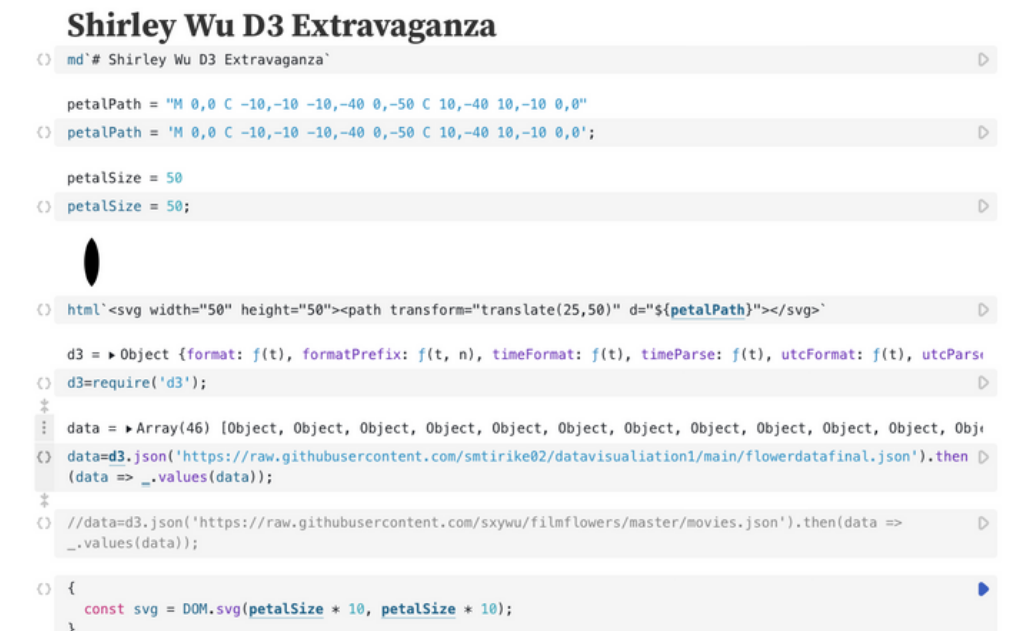 Shirley Wu D3 Extravaganza
md`# Shirley Wu D3 Extravaganza`
petalPath = "M 0,0 C -10,-10 -10,-40 0,-50 C 10,-40 10,-10 0,0"
petalPath = 'M 0,0 C -10,-10 -10,-40 0,-50 C 10,-40 10,-10 0,0';
petalSize = 50
petalSize = 50;
html`<svg width="50" height="50"><path transform="translate(25,50)" d="${petalPath}"></svg>`
d3 = ▸Object {format: ƒ(t), formatPrefix: ƒ(t, n), timeFormat: ƒ(t), timeParse: ƒ(t), utcFormat: ƒ(t), utcParse
d3=require('d3');
data = ▸Array(46) [Object, Object, Object, Object, Object, Object, Object, Object, Object, Object, Object, Obj
data=d3.json('https://raw.githubusercontent.com/smtirike02/datavisualiation1/main/flowerdatafinal.json').then
(data => _.values(data));
//data=d3.json('https://raw.githubusercontent.com/sxywu/filmflowers/master/movies.json').then(data =>
_.values(data));
{
const svg = DOM.svg(petalSize * 10, petalSize * 10);
}